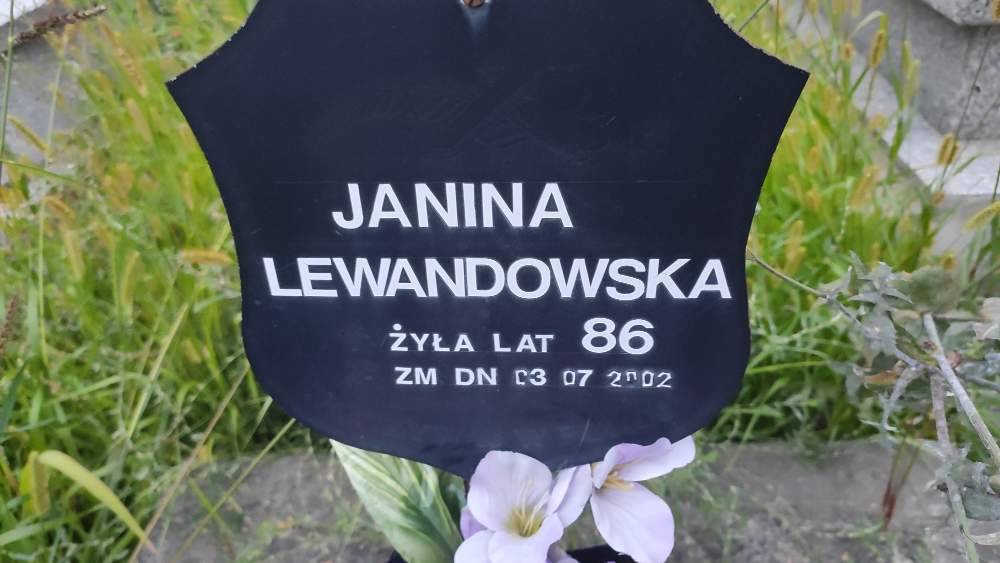 JANINA
LEWANDOWSKA
ŻYŁA LAT 86
ZM DN 03 07 2002